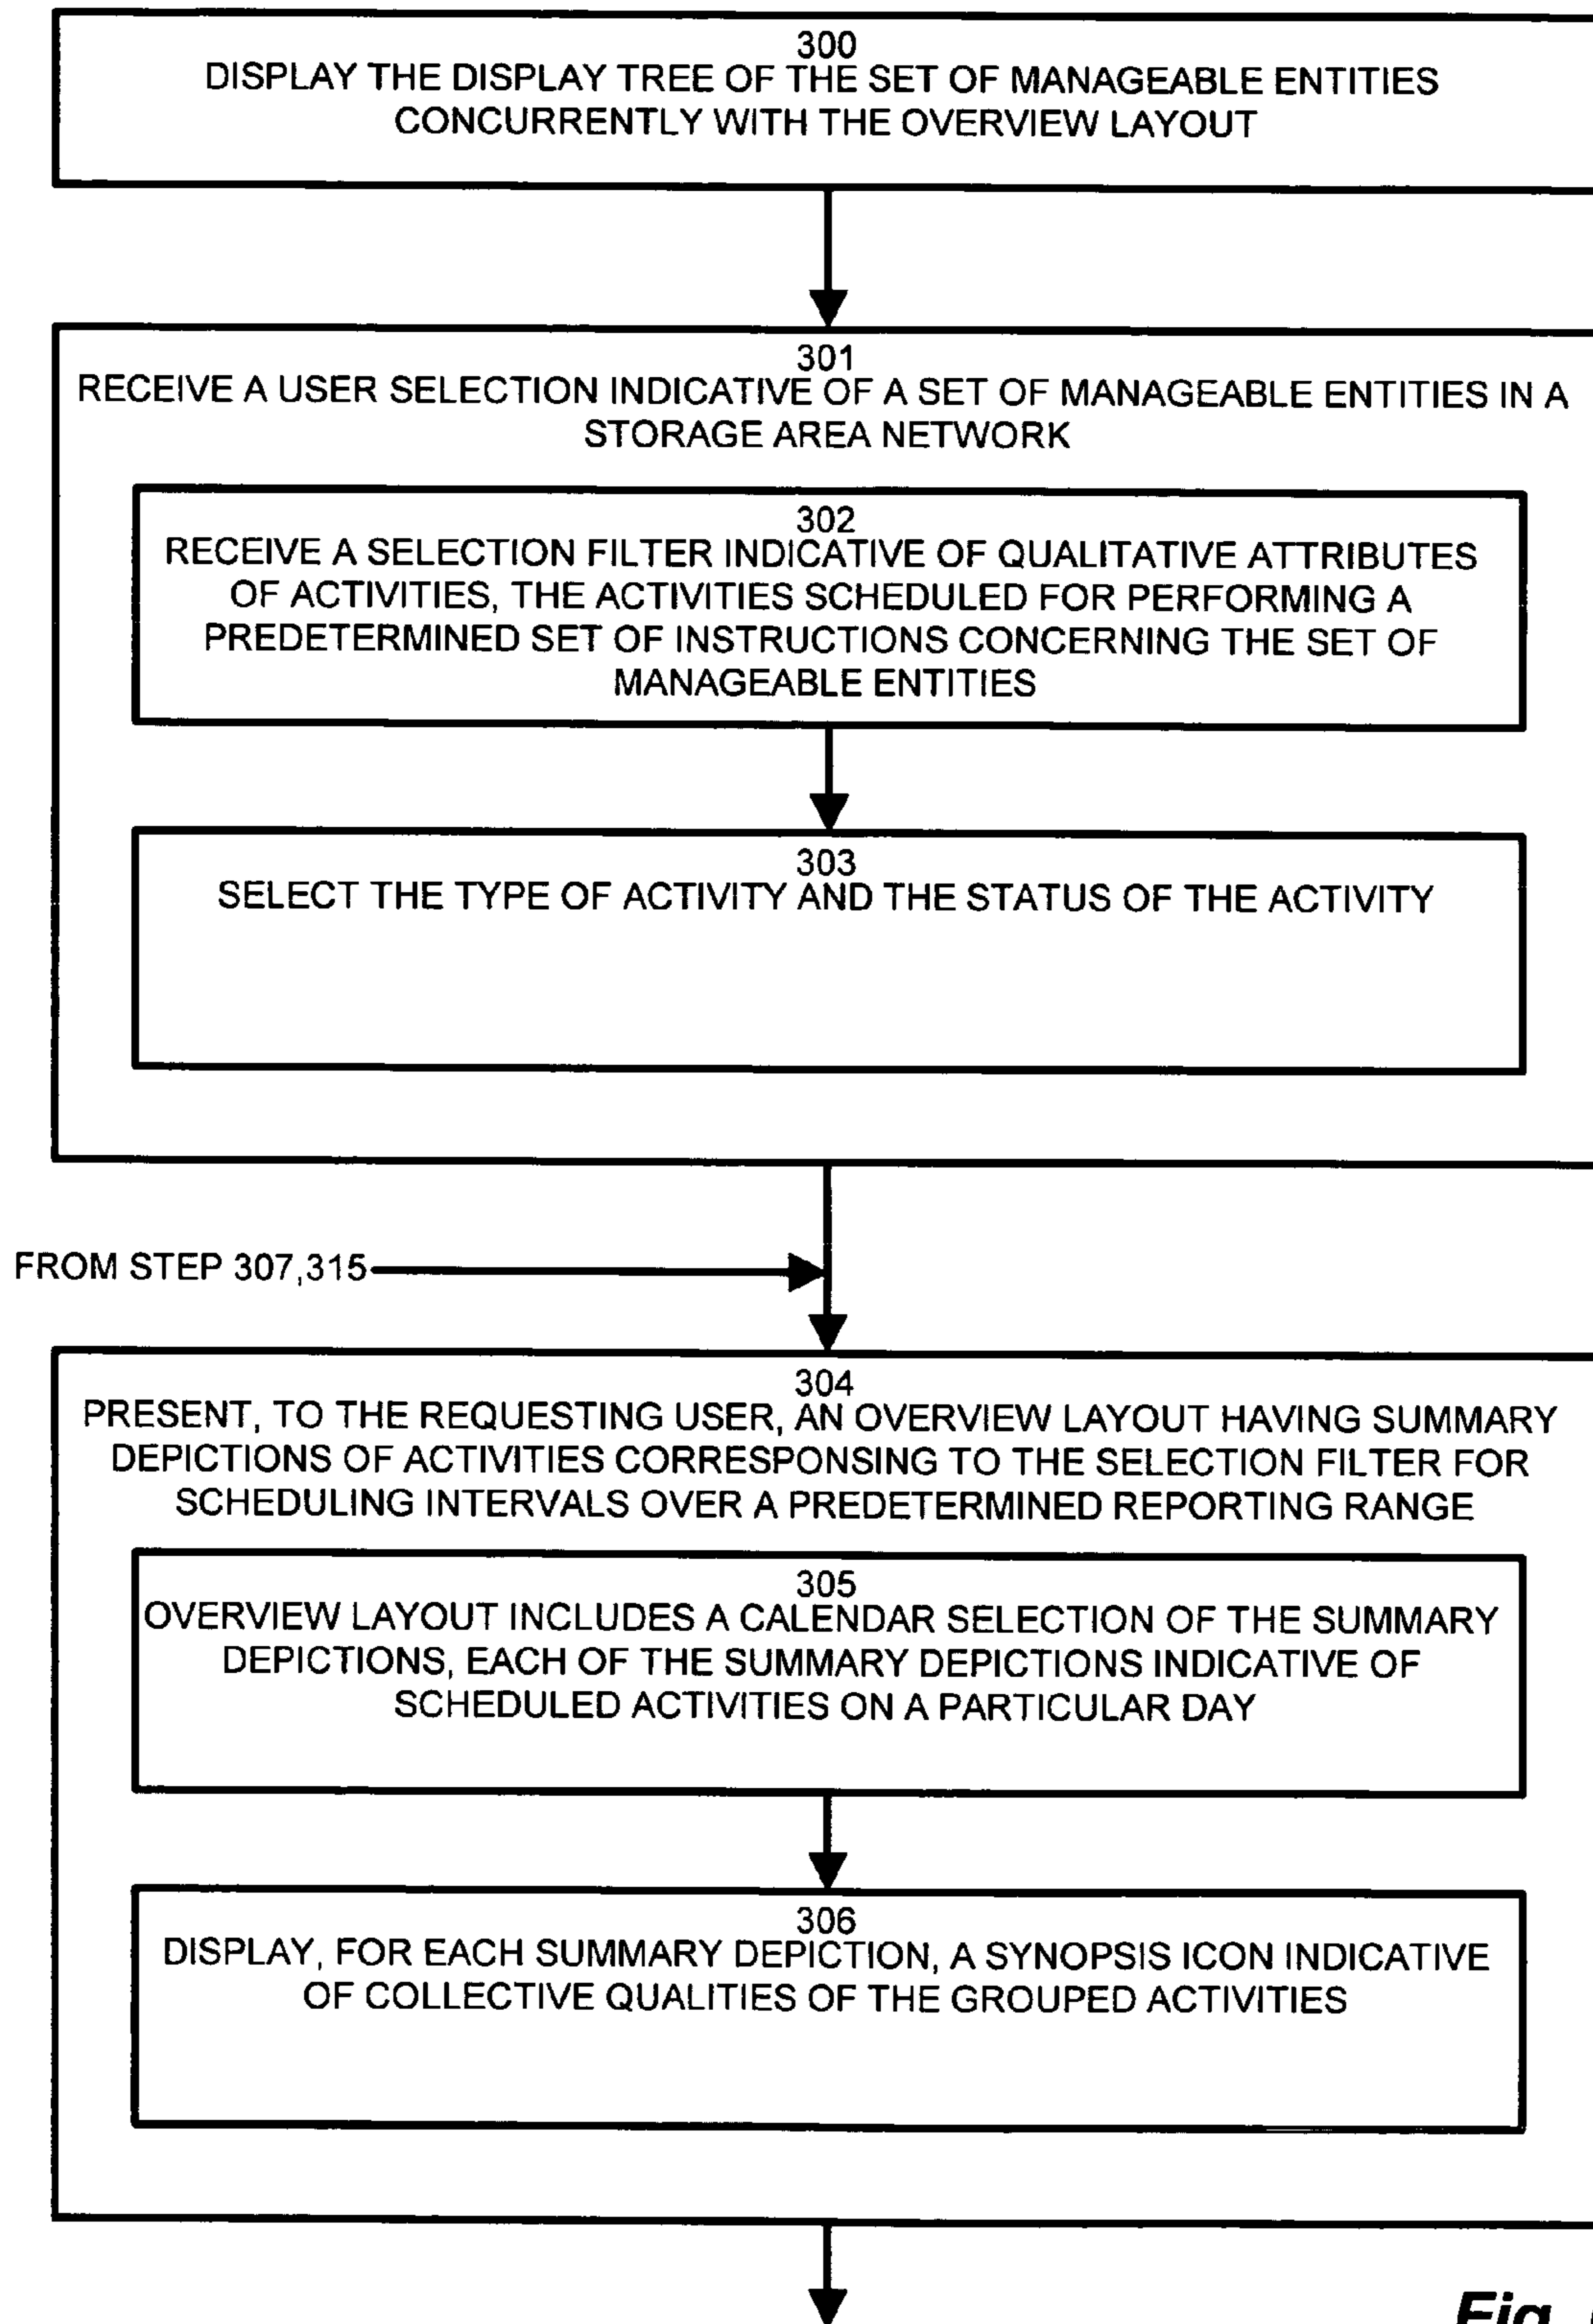 300
DISPLAY THE DISPLAY TREE OF THE SET OF MANAGEABLE ENTITIES
CONCURRENTLY WITH THE OVERVIEW LAYOUT
301
RECEIVE A USER SELECTION INDICATIVE OF A SET OF MANAGEABLE ENTITIES IN A
STORAGE AREA NETWORK
302
RECEIVE A SELECTION FILTER INDICATIVE OF QUALITATIVE ATTRIBUTES
OF ACTIVITIES, THE ACTIVITIES SCHEDULED FOR PERFORMING A
PREDETERMINED SET OF INSTRUCTIONS CONCERNING THE SET OF
MANAGEABLE ENTITIES
303
SELECT THE TYPE OF ACTIVITY AND THE STATUS OF THE ACTIVITY
FROM STEP 307,315
304
PRESENT, TO THE REQUESTING USER, AN OVERVIEW LAYOUT HAVING SUMMARY
DEPICTIONS OF ACTIVITIES CORRESPONSING TO THE SELECTION FILTER FOR
SCHEDULING INTERVALS OVER A PREDETERMINED REPORTING RANGE
305
OVERVIEW LAYOUT INCLUDES A CALENDAR SELECTION OF THE SUMMARY
DEPICTIONS, EACH OF THE SUMMARY DEPICTIONS INDICATIVE OF
SCHEDULED ACTIVITIES ON A PARTICULAR DAY
306
DISPLAY, FOR EACH SUMMARY DEPICTION, A SYNOPSIS ICON INDICATIVE
OF COLLECTIVE QUALITIES OF THE GROUPED ACTIVITIES
Fig.